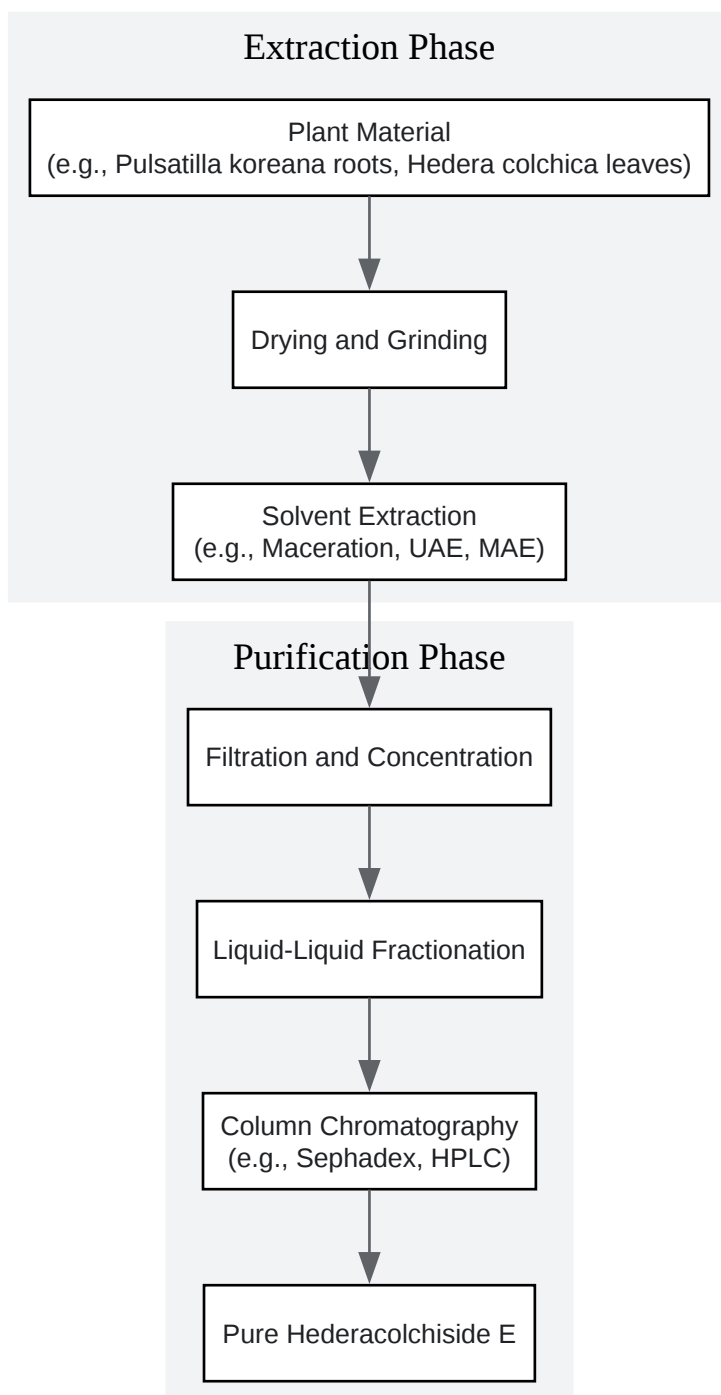 Extraction Phase
Plant Material
(e.g., Pulsatilla koreana roots, Hedera colchica leaves)
Drying and Grinding
Solvent Extraction
(e.g., Maceration, UAE, MAE)
Purification Phase
Filtration and Concentration
Liquid-Liquid Fractionation
Column Chromatography
(e.g., Sephadex, HPLC)
Pure Hederacolchiside E